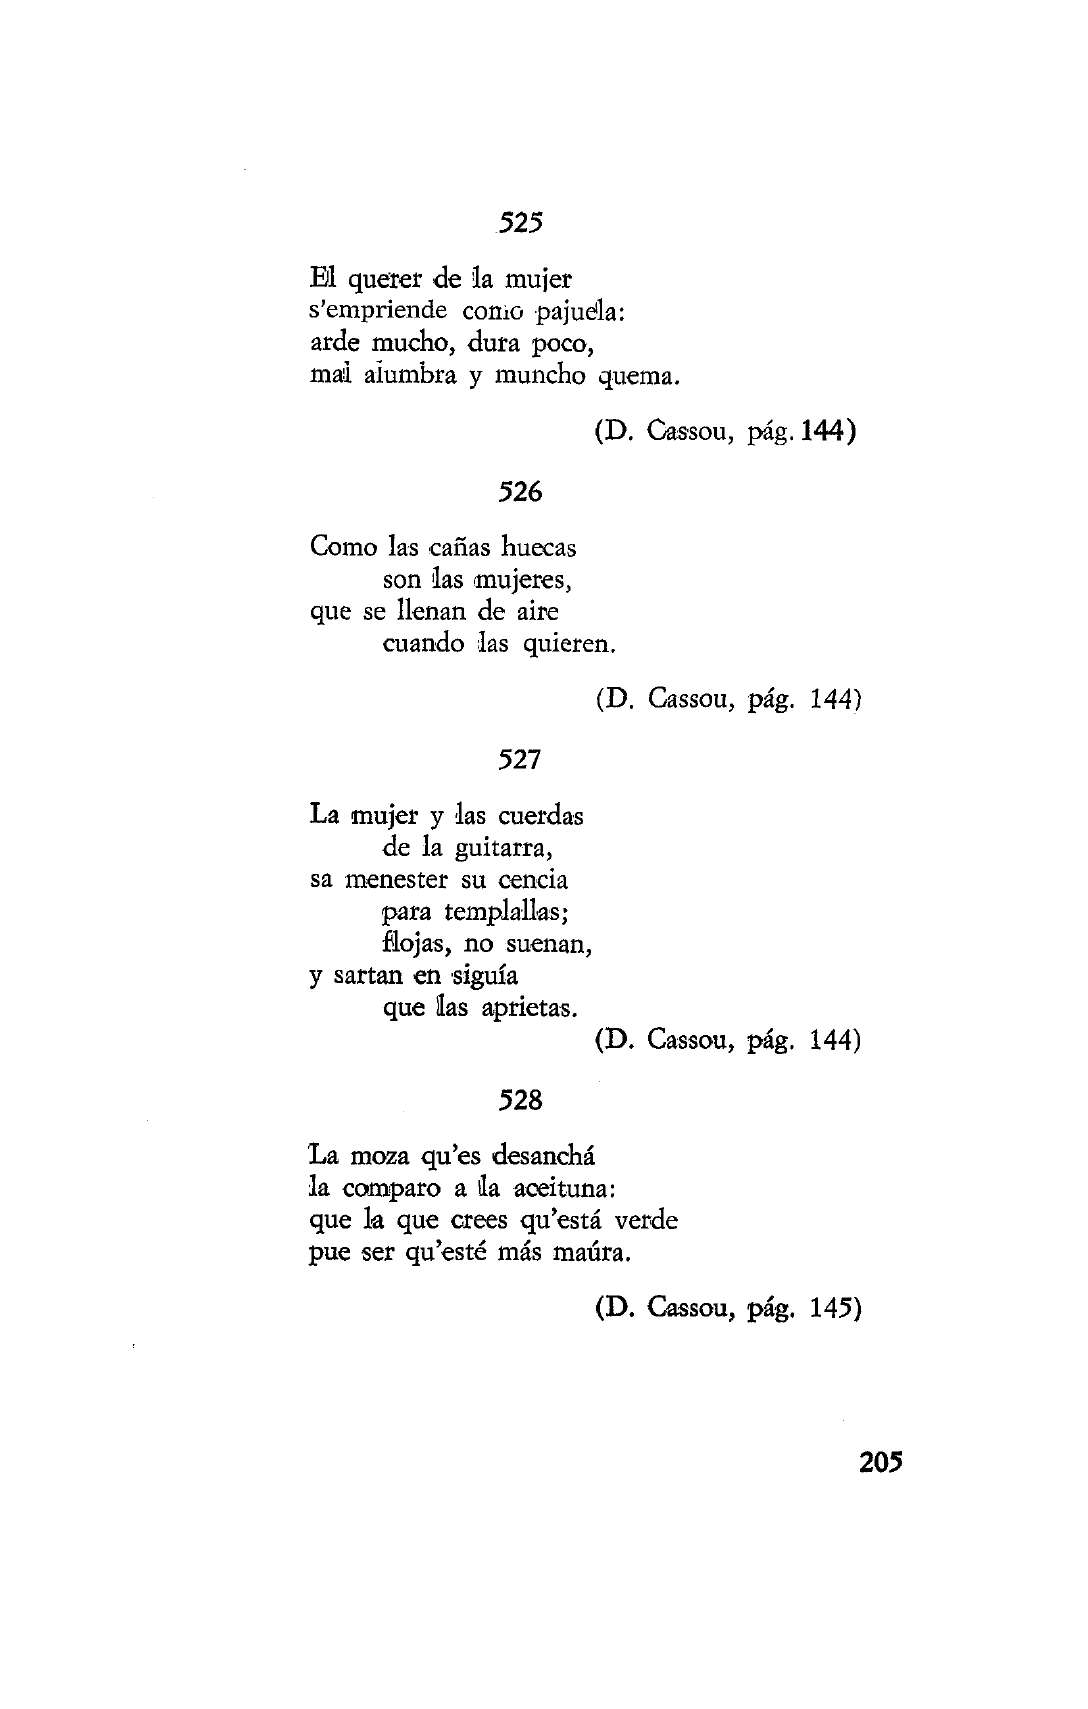 525
El querer de la mujer
s'empriende como pajuela:
arde mucho, dura poco,
mal alumbra y muncho quema.
(D. Cassou, pág. 144)
526
Como las cañas huecas
son las mujeres,
que se llenan de aire
cuando las quieren.
(D. Cassou, pág. 144)
527
La mujer y las cuerdas
de la guitarra,
sa menester su cencia
para templallas;
flojas, no suenan,
y sartan en siguía
que las aprietas.
(D. Cassou, pág. 144)
528
La moza qu'es desanchá
la comparo a la aceituna:
que la que crees qu'está verde
pue ser qu'esté más maúra.
(D. Cassou, pág. 145)
205